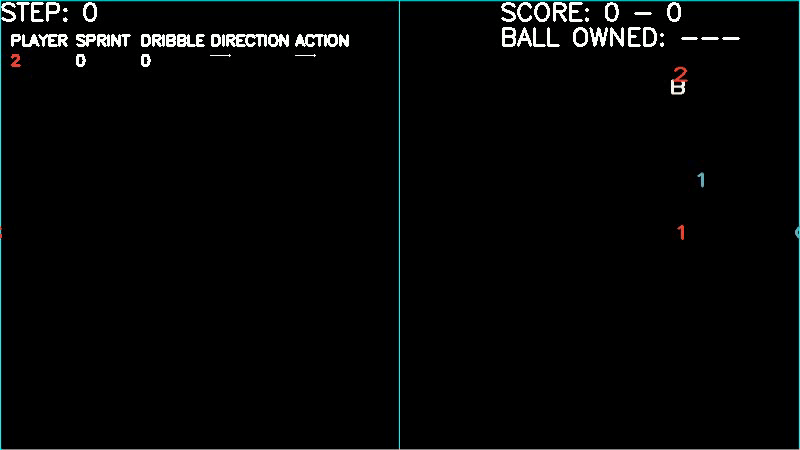 STEP: 0
SCORE: 0 - 0
BALL OWNED: ---
PLAYER SPRINT DRIBBLE DIRECTION ACTION
2 0 0
2
B
1
1